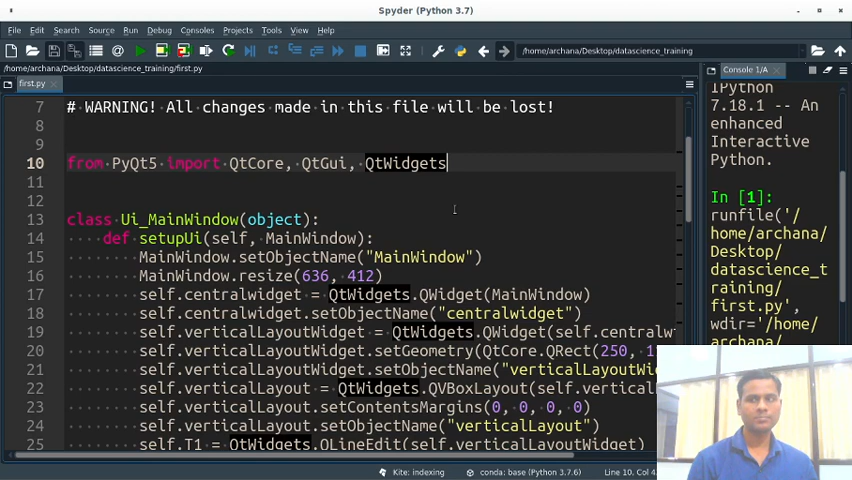 Spyder (Python 3.7)
File Edit Search Source Run Debug Consoles Projects Tools View Help
/home/archana/Desktop/datascience_training
/home/archana/Desktop/datascience_training/first.py
first.py
Console 1/A
7 # WARNING! All changes made in this file will be lost!
8
9
10 from PyQt5 import QtCore, QtGui, QtWidgets
11
12
13 class Ui_MainWindow(object):
14 def setupUi(self, MainWindow):
15 MainWindow.setObjectName("MainWindow")
16 MainWindow.resize(636, 412)
17 self.centralwidget = QtWidgets.QWidget(MainWindow)
18 self.centralwidget.setObjectName("centralwidget")
19 self.verticalLayoutWidget = QtWidgets.QWidget(self.centralw
20 self.verticalLayoutWidget.setGeometry(QtCore.QRect(250, 1
21 self.verticalLayoutWidget.setObjectName("verticalLayoutWi
22 self.verticalLayout = QtWidgets.QVBoxLayout(self.vertical
23 self.verticalLayout.setContentsMargins(0, 0, 0, 0)
24 self.verticalLayout.setObjectName("verticalLayout")
25 self.T1 = QtWidgets.QLineEdit(self.verticalLayoutWidget)
IPython
7.18.1 -- An
enhanced
Interactive
Python.
In [1]:
runfile('/
home/
archana/
Desktop/
datascience_t
raining/
first.py',
wdir='/home/
archana/
Kite: indexing
conda: base (Python 3.7.6)
Line 10, Col 4